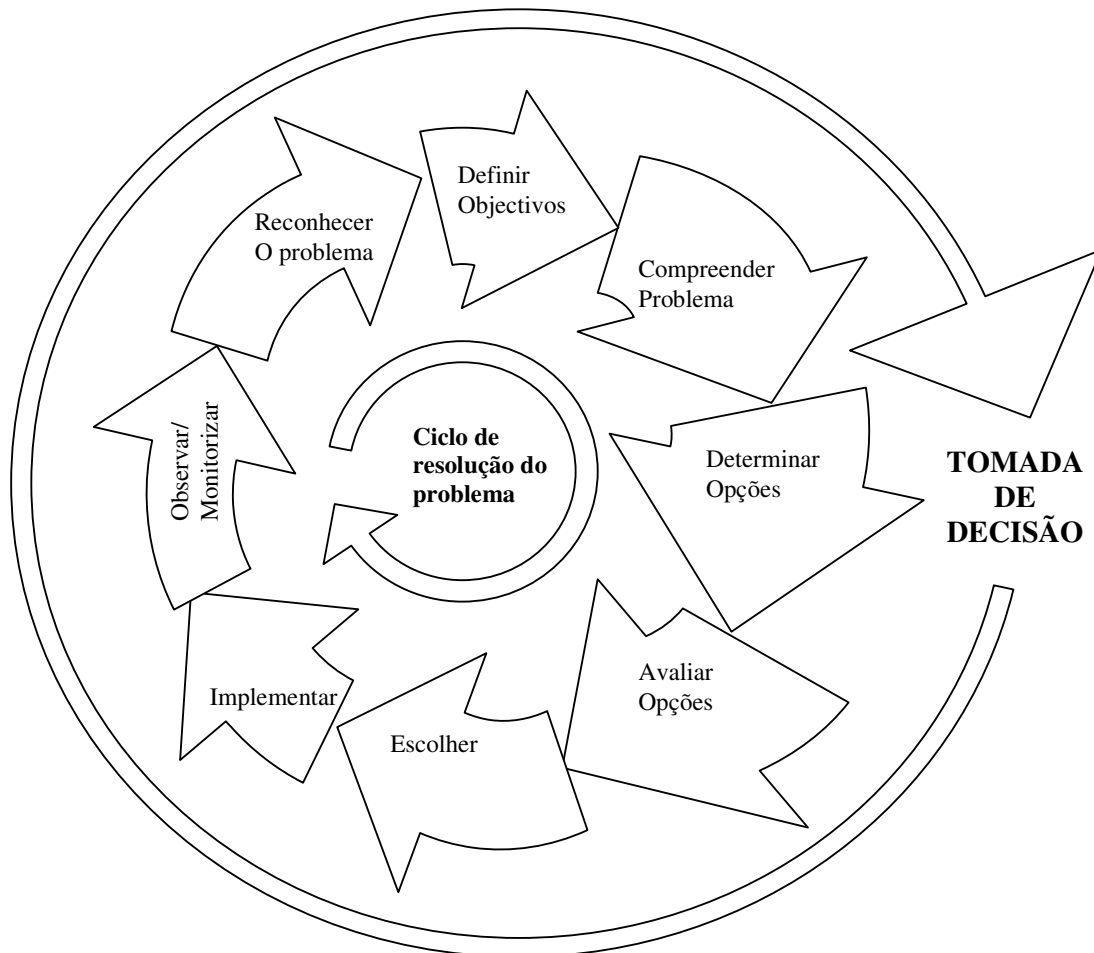 Definir
Objectivos
Reconhecer
O problema
Compreender
Problema
Observar/
Monitorizar
Ciclo de
resolução do
problema
Determinar
Opções
TOMADA
DE
DECISÃO
Avaliar
Opções
Implementar
Escolher